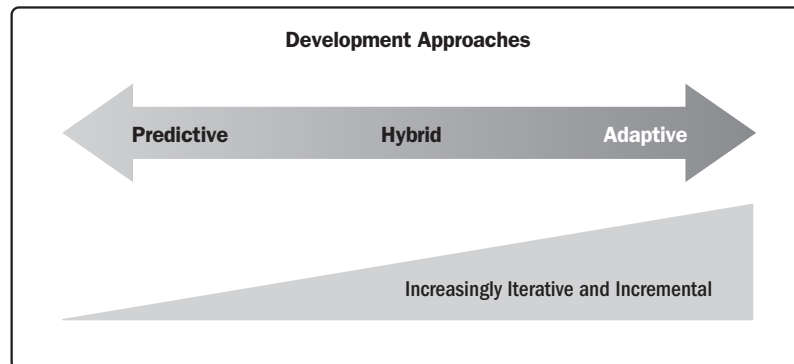 Development Approaches
Predictive Hybrid Adaptive
Increasingly Iterative and Incremental